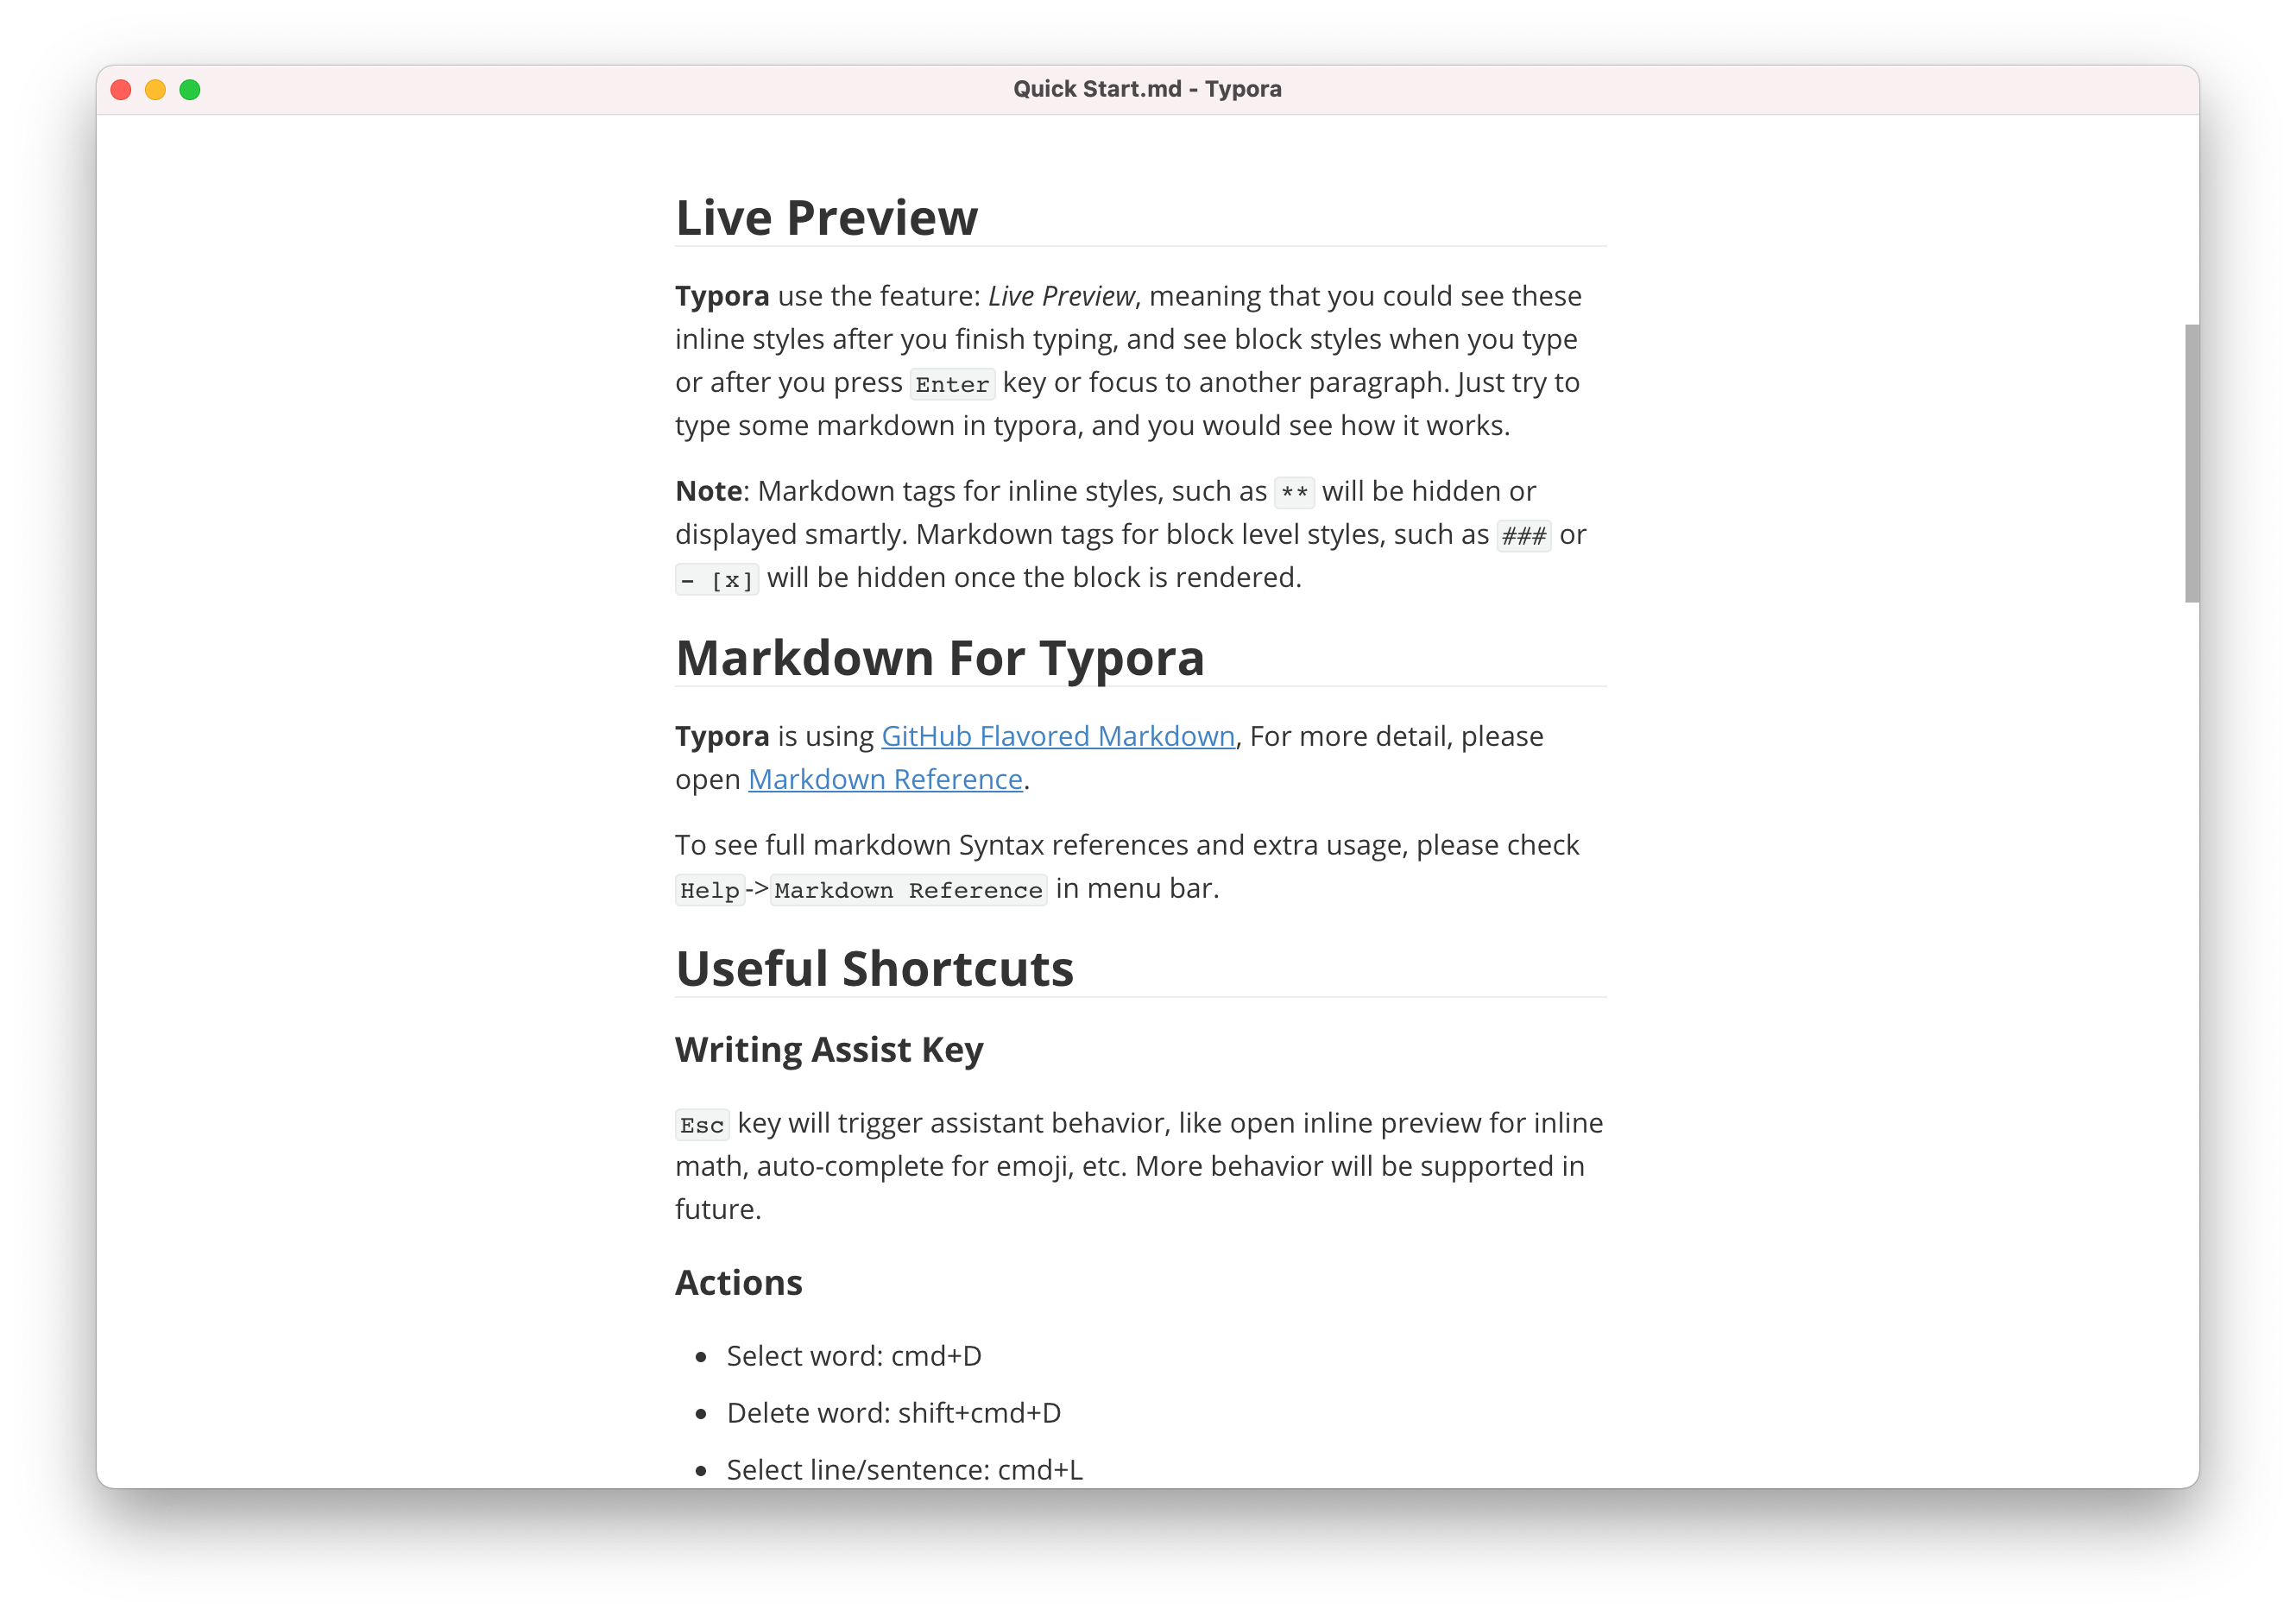 Quick Start.md - Typora
Live Preview
Typora use the feature: Live Preview, meaning that you could see these
inline styles after you finish typing, and see block styles when you type
or after you press Enter key or focus to another paragraph. Just try to
type some markdown in typora, and you would see how it works.
Note: Markdown tags for inline styles, such as ** will be hidden or
displayed smartly. Markdown tags for block level styles, such as ### or
- [x] will be hidden once the block is rendered.
Markdown For Typora
Typora is using GitHub Flavored Markdown, For more detail, please
open Markdown Reference.
To see full markdown Syntax references and extra usage, please check
Help->Markdown Reference in menu bar.
Useful Shortcuts
Writing Assist Key
Esc key will trigger assistant behavior, like open inline preview for inline
math, auto-complete for emoji, etc. More behavior will be supported in
future.
Actions
• Select word: cmd+D
• Delete word: shift+cmd+D
• Select line/sentence: cmd+L